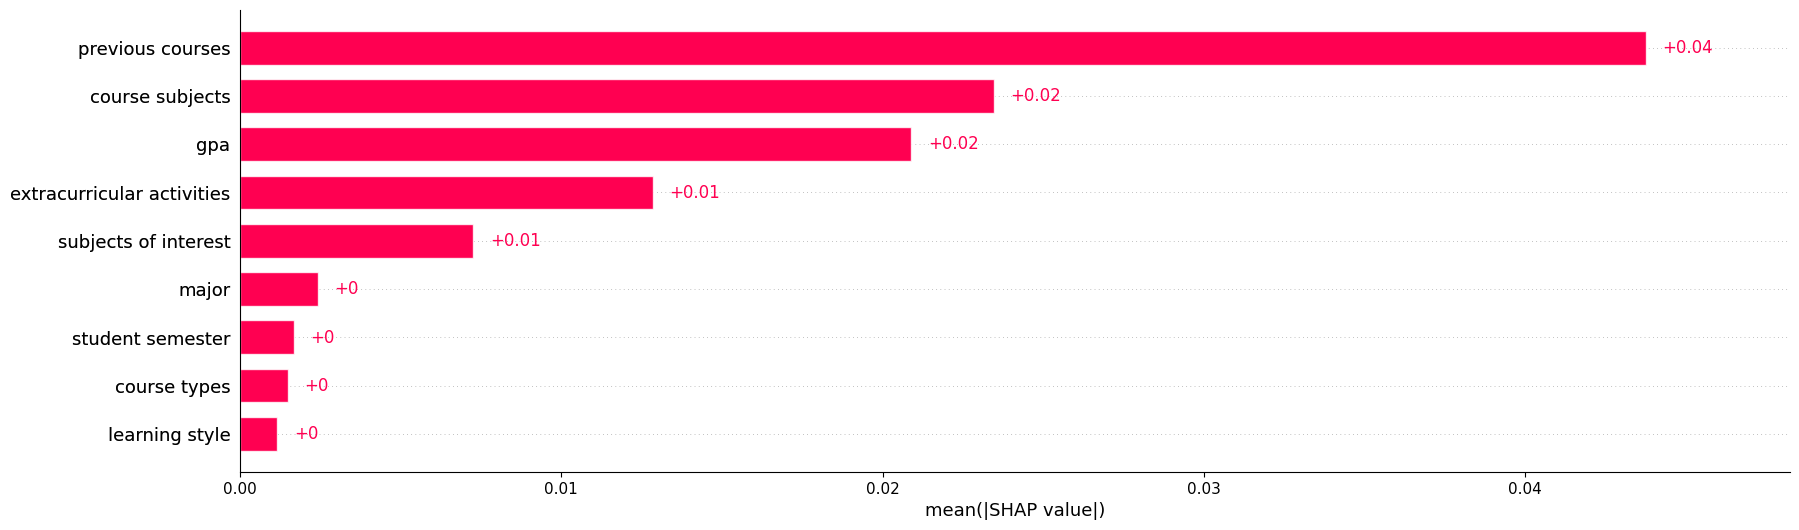 previous courses +0.04
course subjects +0.02
gpa +0.02
extracurricular activities +0.01
subjects of interest +0.01
major +0
student semester +0
course types +0
learning style +0
0.00 0.01 0.02 0.03 0.04
mean(|SHAP value|)